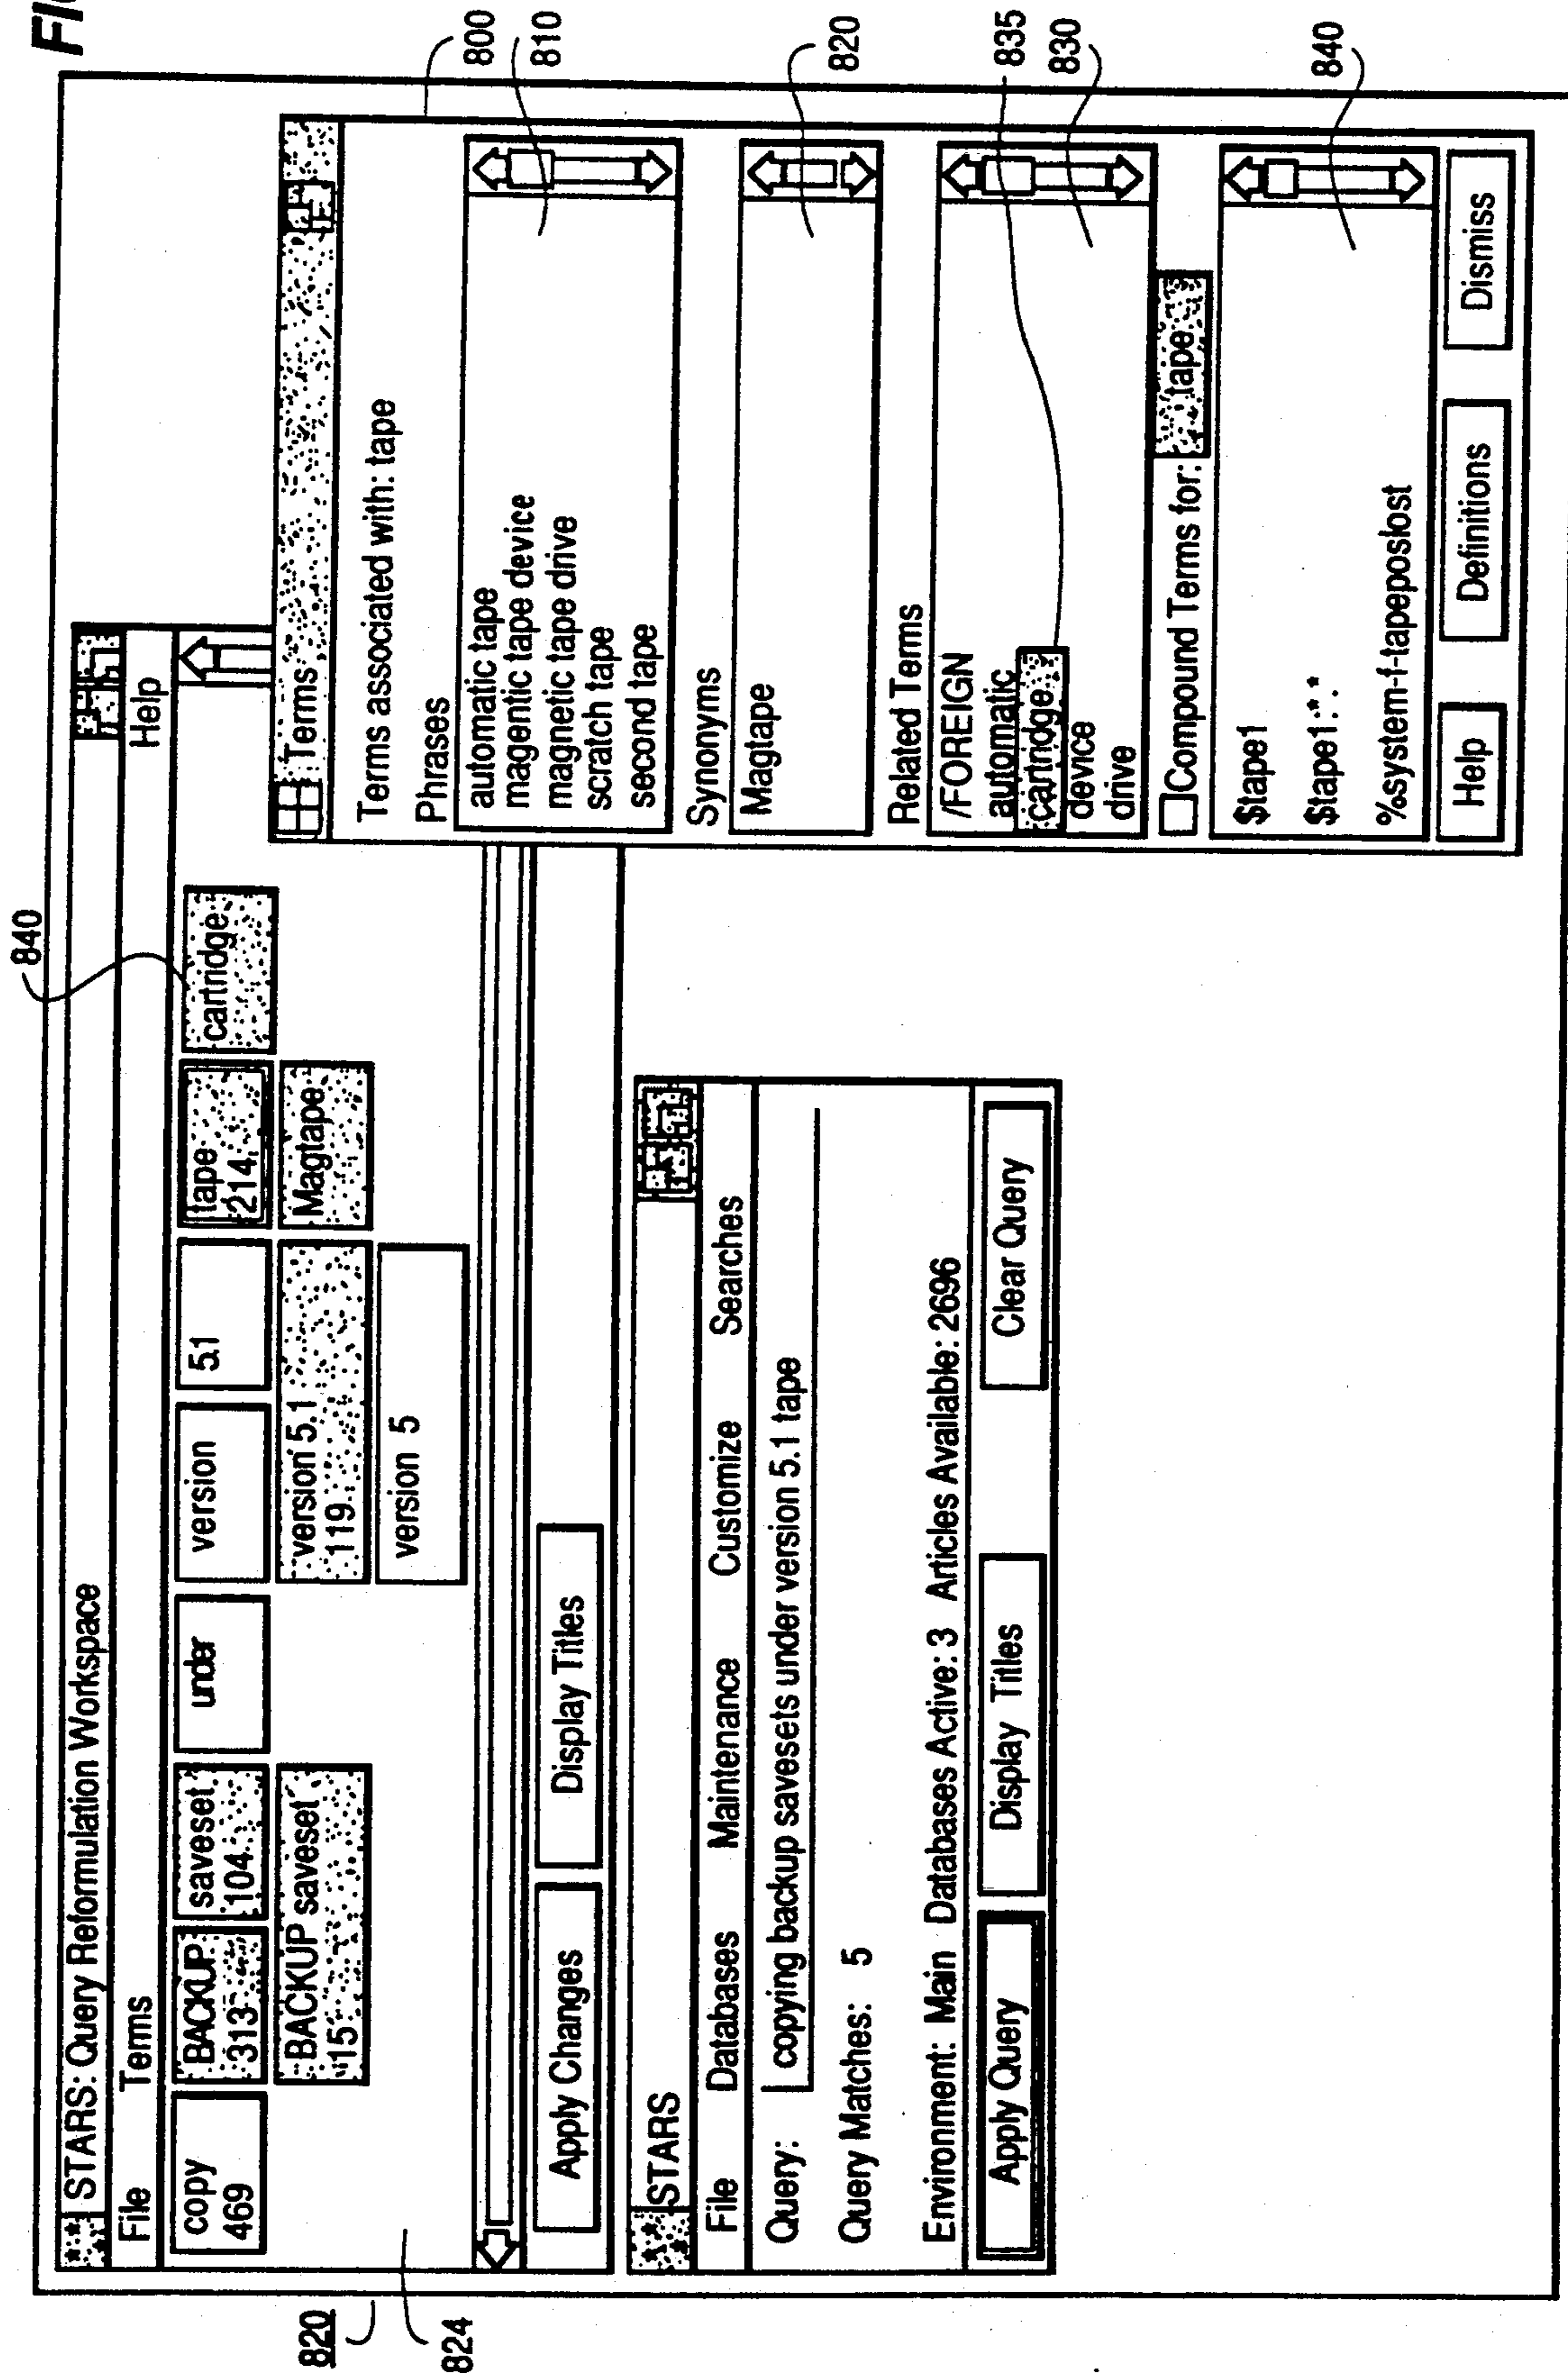 840
STARS: Query Reformulation Workspace
File Terms Help
copy 469
BACKUP 313
saveset 104
under
version
5.1
tape 214
cartridge
BACKUP saveset 15
version 5.1 119
Magtape
version 5
Apply Changes
Display Titles
820
824
STARS
File Databases Maintenance Customize Searches
Query: copying backup savesets under version 5.1 tape
Query Matches: 5
Environment: Main Databases Active: 3 Articles Available: 2696
Apply Query
Display Titles
Clear Query
Terms
Terms associated with: tape
Phrases
automatic tape
magentic tape device
magnetic tape drive
scratch tape
second tape
Synonyms
Magtape
Related Terms
/FOREIGN
automatic
cartridge
device
drive
Compound Terms for: tape
$tape1
$tape1:*.*
%system-f-tapeposlost
Help
Definitions
Dismiss
800
810
820
835
830
840